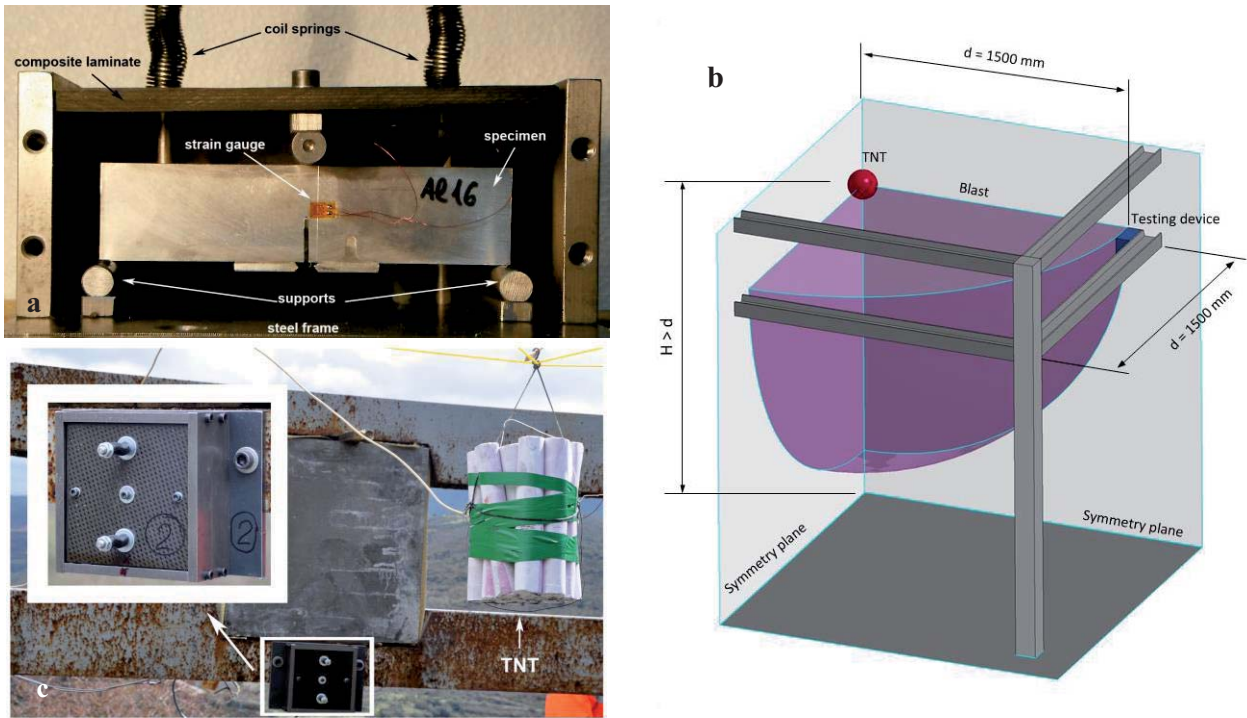 coil springs
composite laminate
strain gauge
specimen
Al 16
supports
steel frame
a
b
d = 1500 mm
TNT
Blast
Testing device
H > d
d = 1500 mm
Symmetry plane
Symmetry plane
2
2
TNT
c